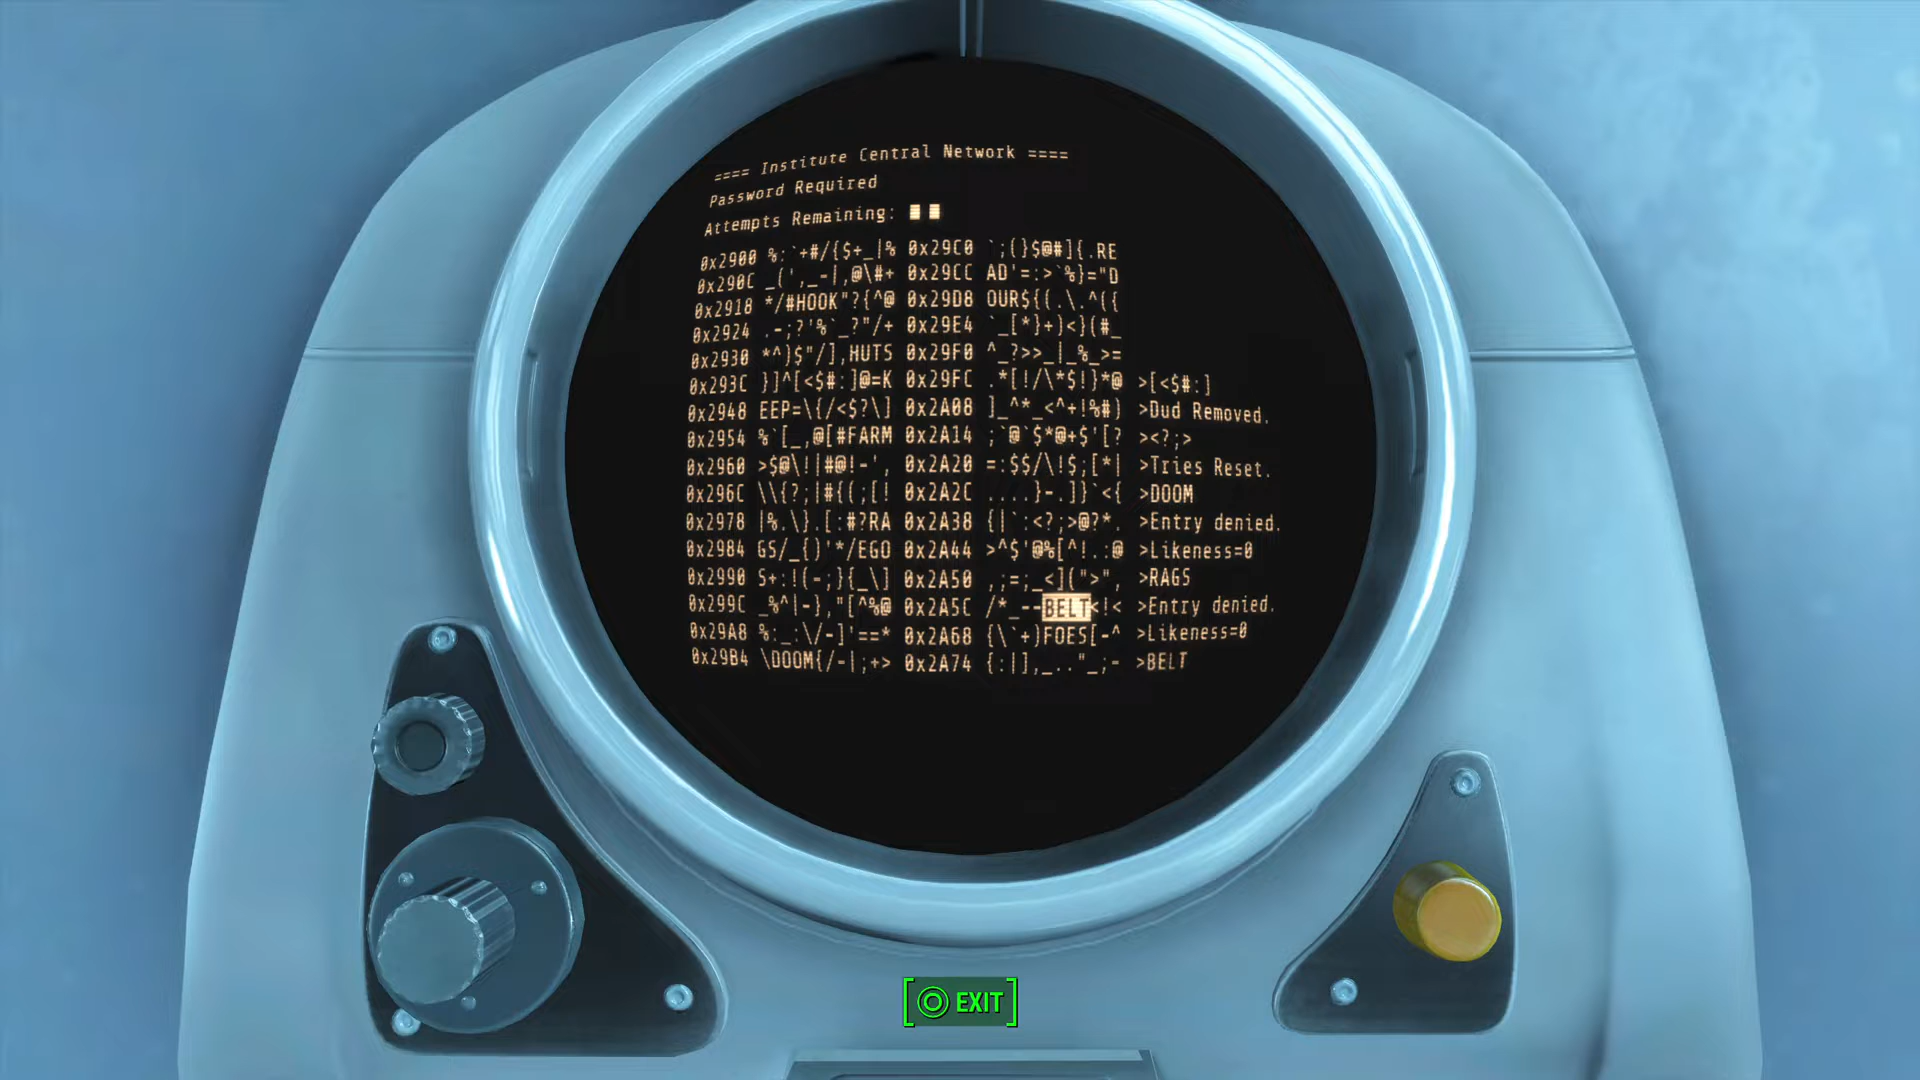 ==== Institute Central Network ====
Password Required
Attempts Remaining: ■ ■
0x2900 %:`+#/{$+_|% 0x29C0 `;(}$@#]{.RE
0x290C _(',_-|,@\#+ 0x29CC AD'=:>`%}="D
0x2918 */#HOOK"?{^@ 0x29D8 OUR${(.\.^({
0x2924 .-;?'%`_?"/+ 0x29E4 `_[*}+)<}(#_
0x2930 *^)$"/],HUTS 0x29F0 ^_?>>_|_%_>=
0x293C }]^[<$#:]@=K 0x29FC .*[!/\*$!}*@ >[<$#:]
0x2948 EEP=\{/<$?\] 0x2A08 ]_^*_<^+!%#) >Dud Removed.
0x2954 %`[_,@[#FARM 0x2A14 ;`@`$*@+$'[? ><?;>
0x2960 >$@\!|#@!-', 0x2A20 =:$$/\!$;[*| >Tries Reset.
0x296C \\{?;|#{(;[! 0x2A2C ....}-.]}`<{ >DOOM
0x2978 |%.\}.[:#?RA 0x2A38 {|`:<?;>@?*. >Entry denied.
0x2984 GS/_{)'*/EGO 0x2A44 >^$'@%[^!.:@ >Likeness=0
0x2990 S+:!(-;}{_\] 0x2A50 ,;=;_<](">", >RAGS
0x299C _%^|-},"[^%@ 0x2A5C /*_--BELT<!< >Entry denied.
0x29A8 %:_:\/-]'==* 0x2A68 {\`+)FOES[-^ >Likeness=0
0x29B4 \DOOM{/-|;+> 0x2A74 {:|],_.."_;- >BELT
EXIT